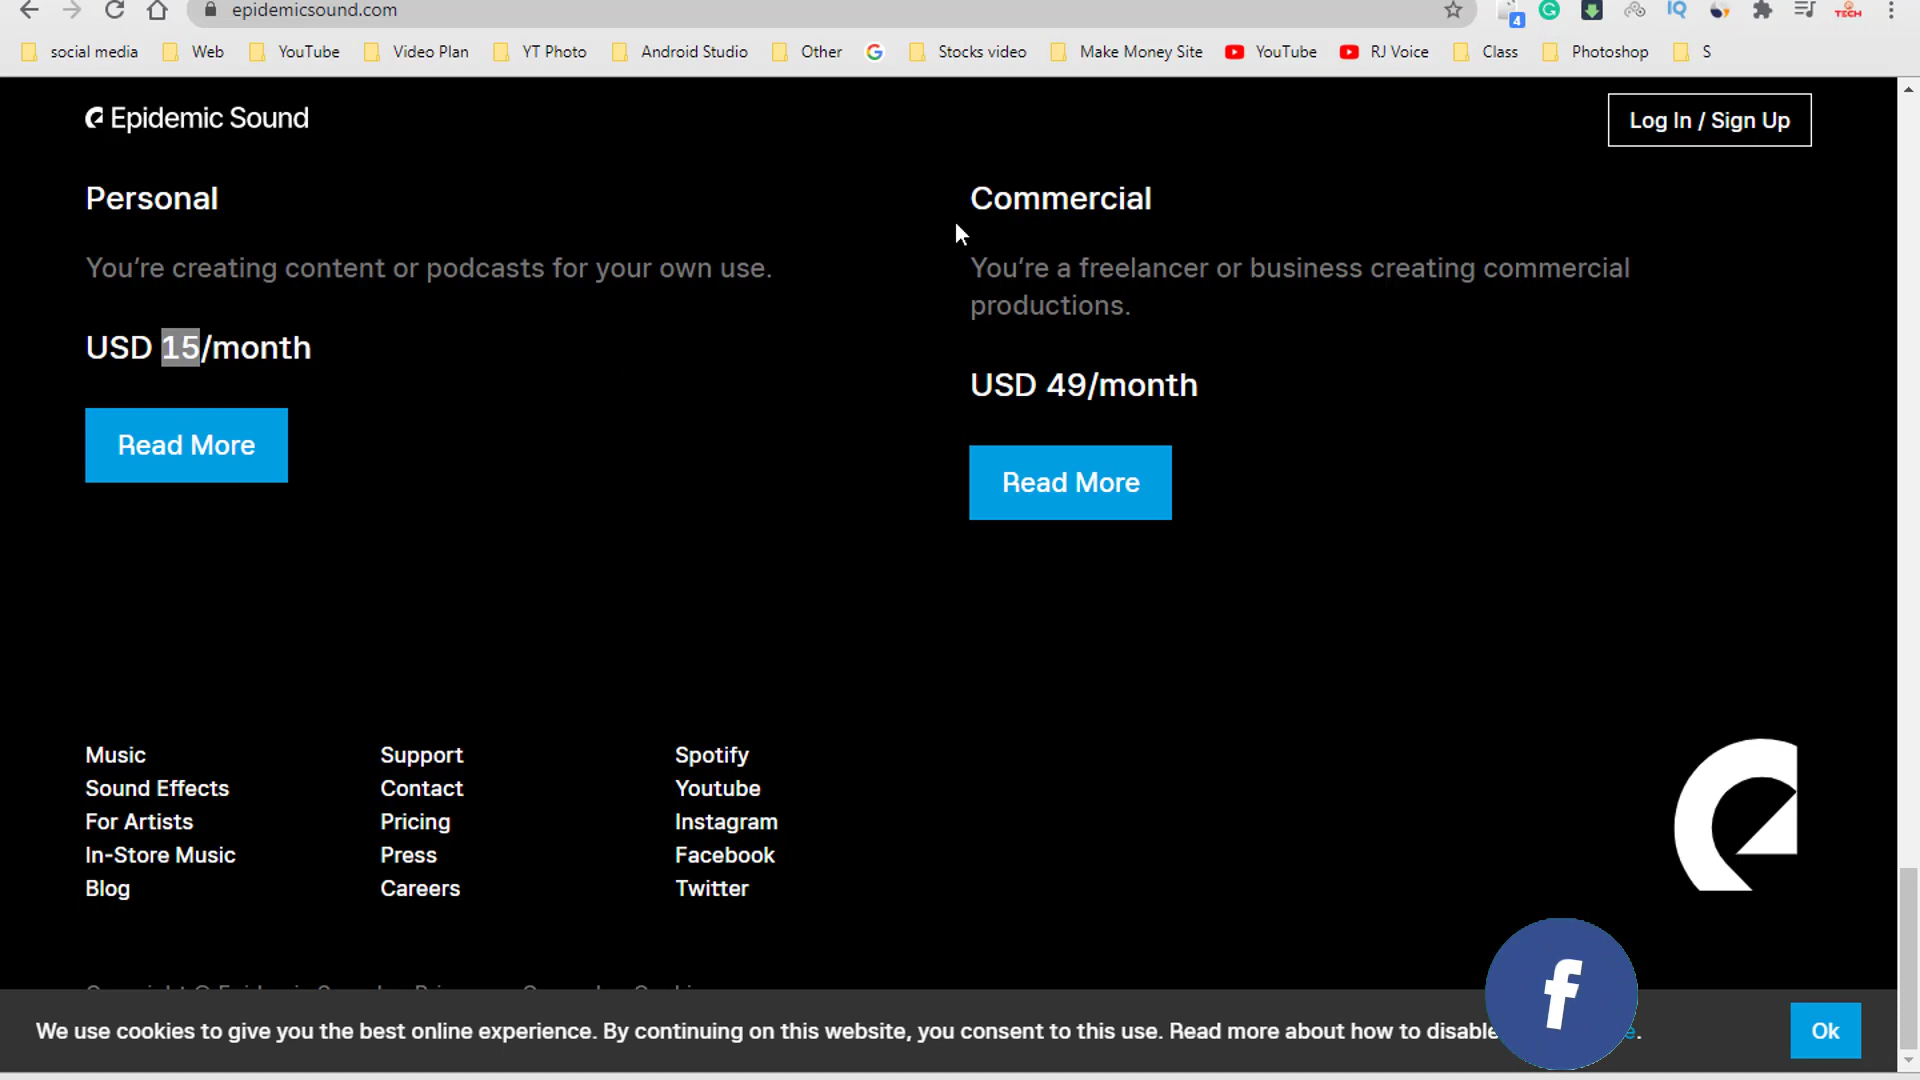 epidemicsound.com
4
IQ
TECH
social media Web YouTube Video Plan YT Photo Android Studio Other Stocks video Make Money Site YouTube RJ Voice Class Photoshop S
Epidemic Sound
Log In / Sign Up
Personal
You're creating content or podcasts for your own use.
USD 15/month
Read More
Commercial
You're a freelancer or business creating commercial
productions.
USD 49/month
Read More
Music
Sound Effects
For Artists
In-Store Music
Blog
Support
Contact
Pricing
Press
Careers
Spotify
Youtube
Instagram
Facebook
Twitter
We use cookies to give you the best online experience. By continuing on this website, you consent to this use. Read more about how to disable
Ok